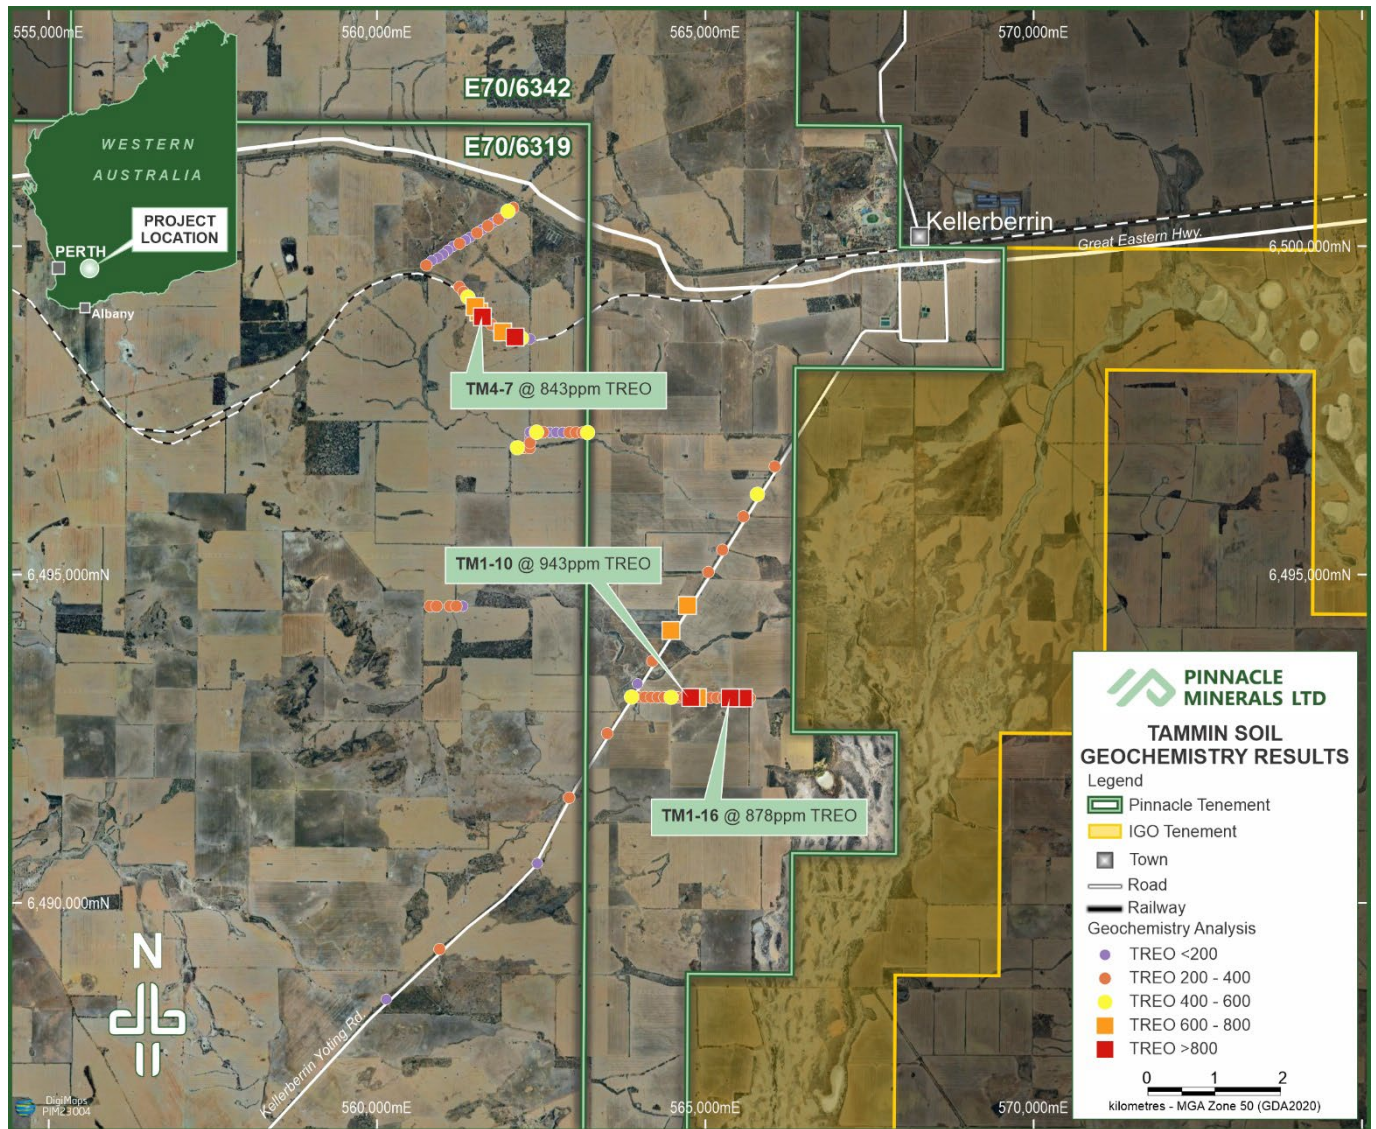 555,000mE
560,000mE
565,000mE
570,000mE
E70/6342
E70/6319
WESTERN
AUSTRALIA
PROJECT
LOCATION
PERTH
Albany
Kellerberrin
Great Eastern Hwy.
6,500,000mN
TM4-7 @ 843ppm TREO
TM1-10 @ 943ppm TREO
6,495,000mN
6,495,000mN
TM1-16 @ 878ppm TREO
6,490,000mN
N
Kellerberrin Yoting Rd.
DigiMaps
PIM23004
560,000mE
565,000mE
570,000mE
PINNACLE
MINERALS LTD
TAMMIN SOIL
GEOCHEMISTRY RESULTS
Legend
Pinnacle Tenement
IGO Tenement
Town
Road
Railway
Geochemistry Analysis
TREO <200
TREO 200 - 400
TREO 400 - 600
TREO 600 - 800
TREO >800
0 1 2
kilometres - MGA Zone 50 (GDA2020)